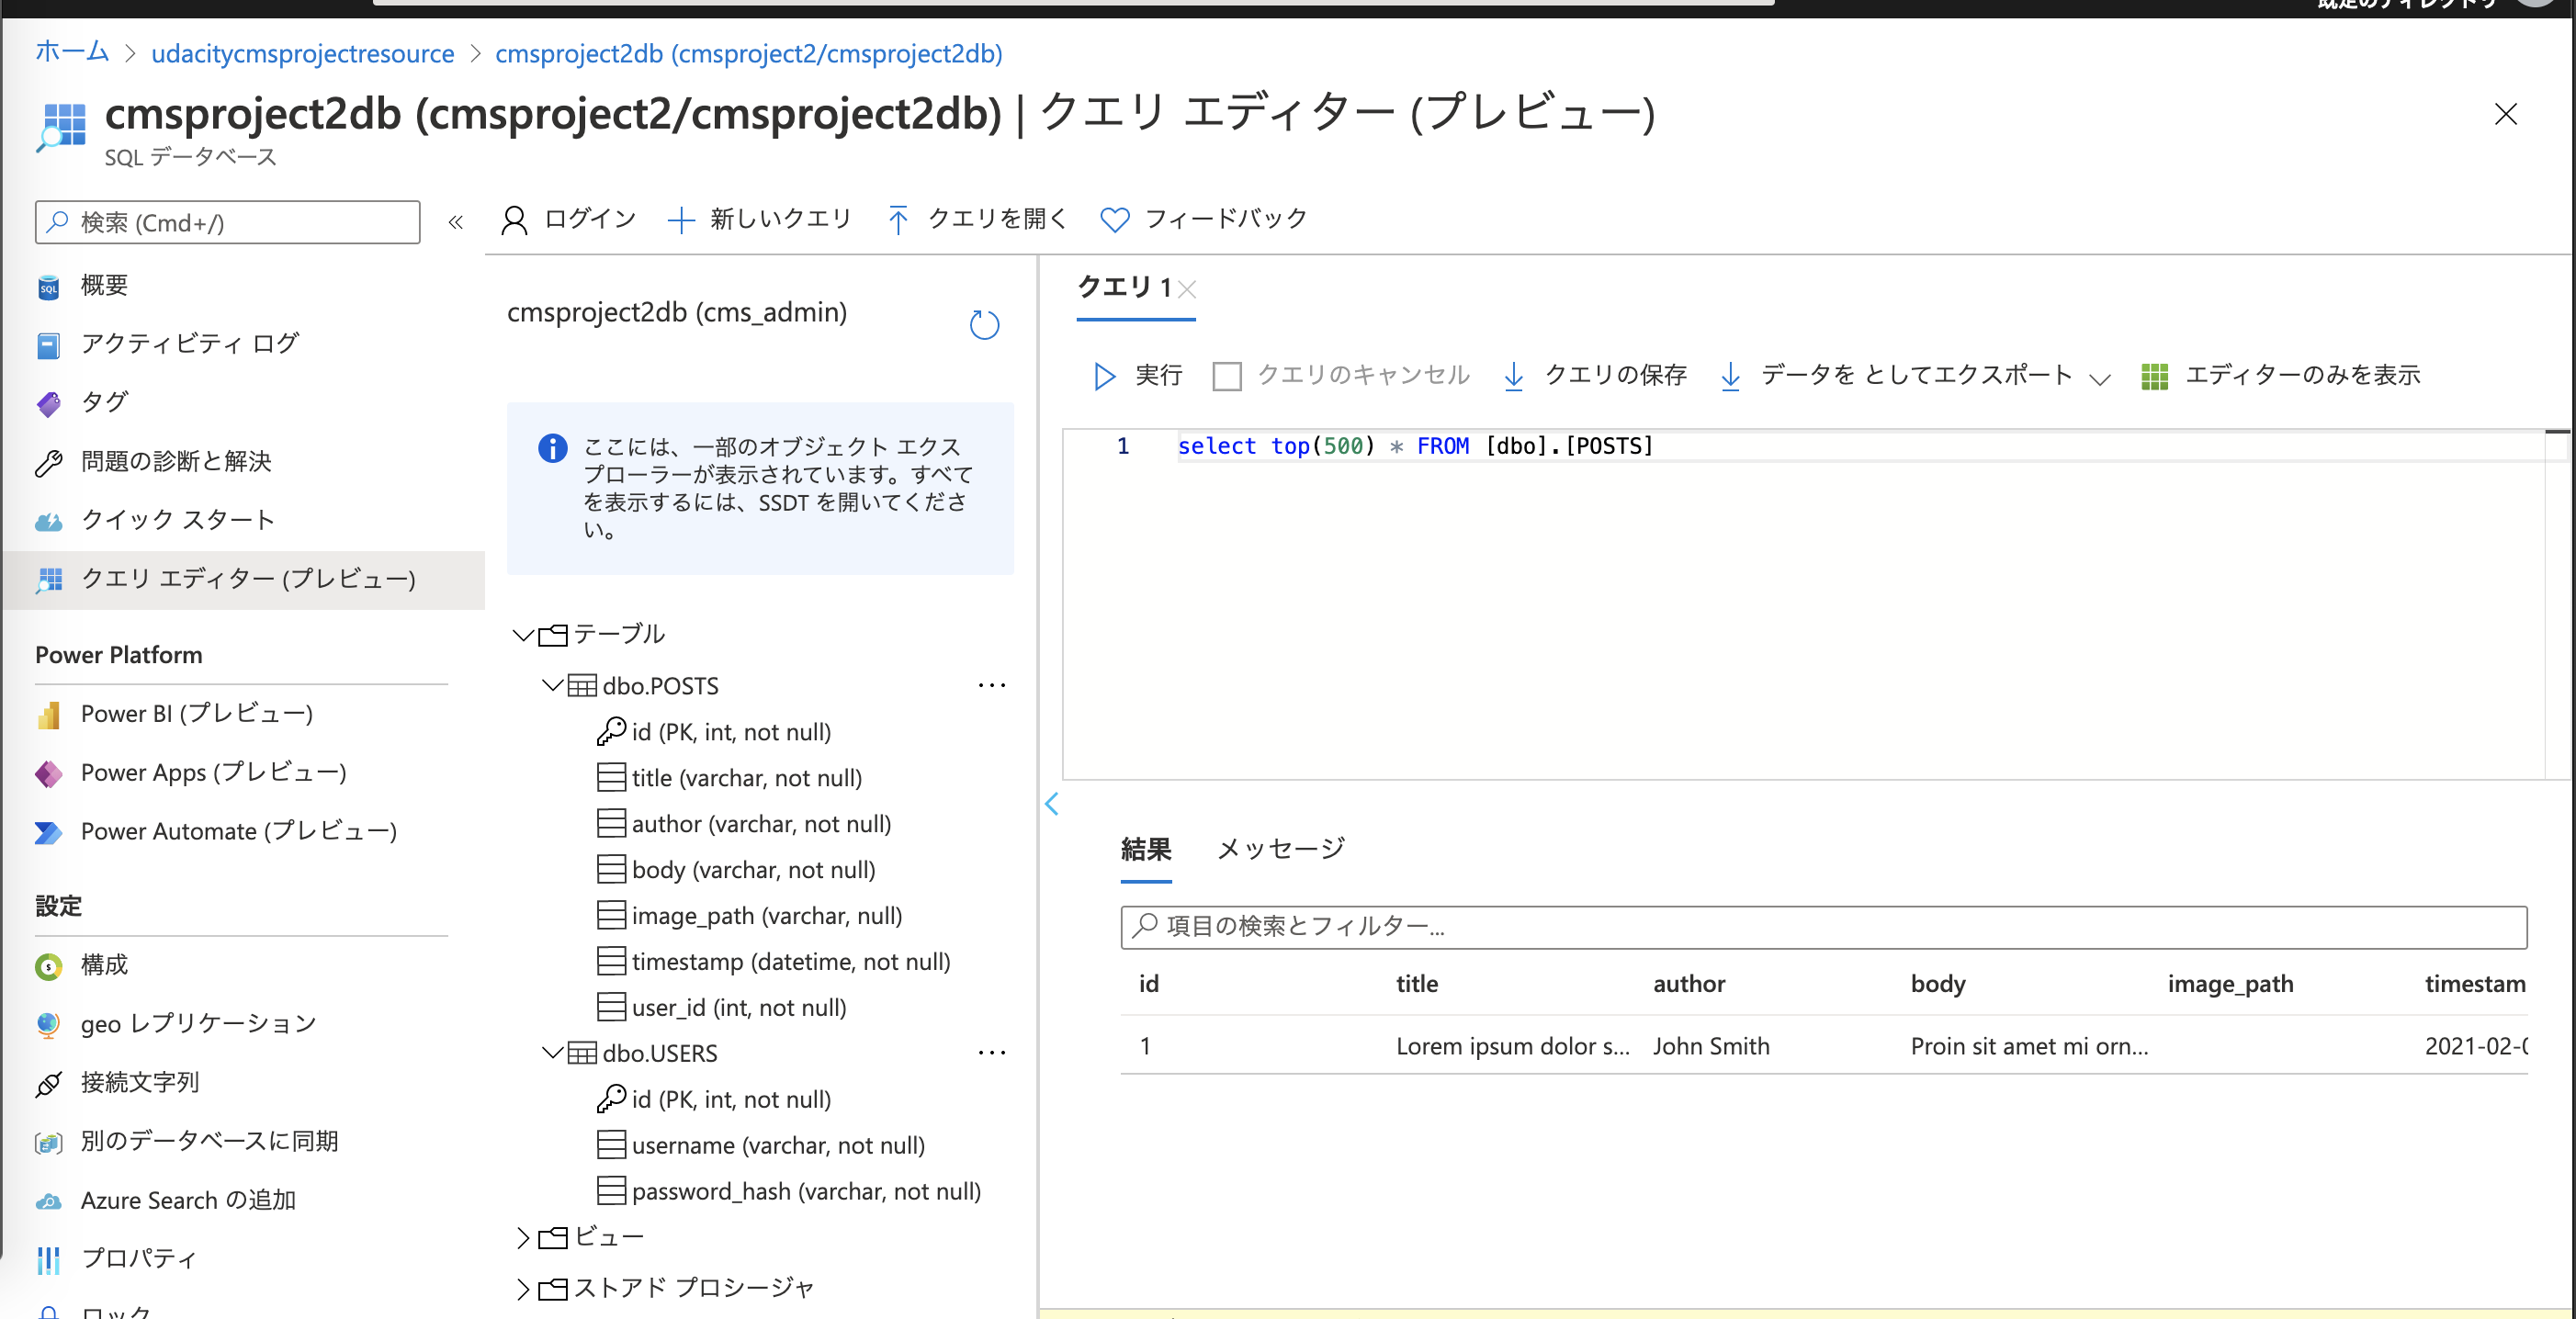 既定のディレクトリ
ホーム > udacitycmsprojectresource > cmsproject2db (cmsproject2/cmsproject2db)
cmsproject2db (cmsproject2/cmsproject2db) | クエリ エディター (プレビュー)
SQL データベース
検索 (Cmd+/)
«
概要
アクティビティ ログ
タグ
問題の診断と解決
クイック スタート
クエリ エディター (プレビュー)
Power Platform
Power BI (プレビュー)
Power Apps (プレビュー)
Power Automate (プレビュー)
設定
構成
geo レプリケーション
接続文字列
別のデータベースに同期
Azure Search の追加
プロパティ
ロック
ログイン 新しいクエリ クエリを開く フィードバック
cmsproject2db (cms_admin)
ここには、一部のオブジェクト エクス
プローラーが表示されています。すべて
を表示するには、SSDT を開いてくださ
い。
テーブル
dbo.POSTS ...
id (PK, int, not null)
title (varchar, not null)
author (varchar, not null)
body (varchar, not null)
image_path (varchar, null)
timestamp (datetime, not null)
user_id (int, not null)
dbo.USERS ...
id (PK, int, not null)
username (varchar, not null)
password_hash (varchar, not null)
ビュー
ストアド プロシージャ
クエリ 1
実行 クエリのキャンセル クエリの保存 データを としてエクスポート エディターのみを表示
1 select top(500) * FROM [dbo].[POSTS]
結果 メッセージ
項目の検索とフィルター...
id title author body image_path timestam
1 Lorem ipsum dolor s... John Smith Proin sit amet mi orn... 2021-02-0